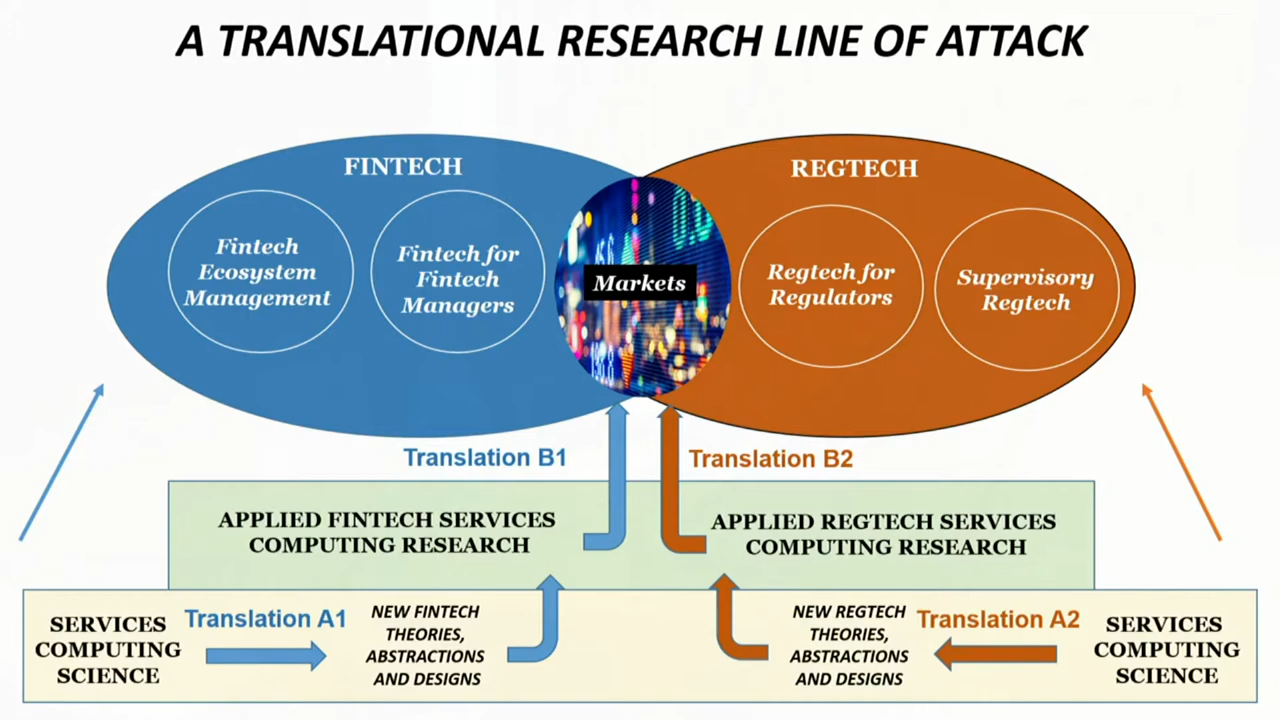 A TRANSLATIONAL RESEARCH LINE OF ATTACK
FINTECH
Fintech
Ecosystem
Management
Fintech for
Fintech
Managers
Markets
REGTECH
Regtech for
Regulators
Supervisory
Regtech
Translation B1
Translation B2
APPLIED FINTECH SERVICES
COMPUTING RESEARCH
APPLIED REGTECH SERVICES
COMPUTING RESEARCH
SERVICES
COMPUTING
SCIENCE
Translation A1
NEW FINTECH
THEORIES,
ABSTRACTIONS
AND DESIGNS
NEW REGTECH
THEORIES,
ABSTRACTIONS
AND DESIGNS
Translation A2
SERVICES
COMPUTING
SCIENCE